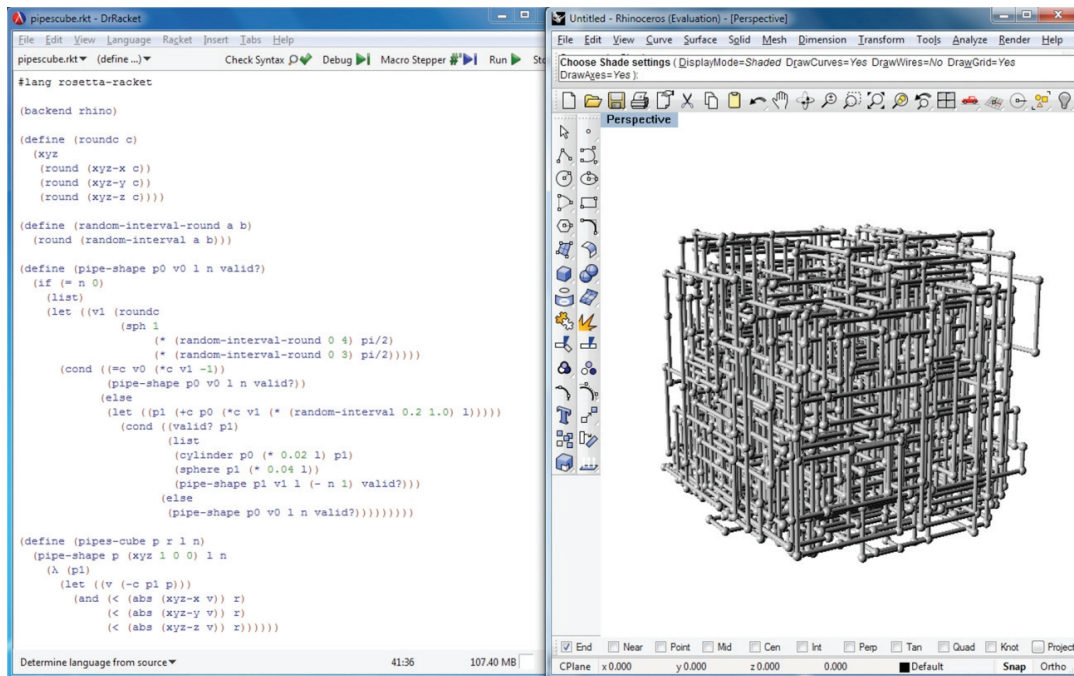 pipescube.rkt - DrRacket
File Edit View Language Racket Insert Tabs Help
pipescube.rkt (define ...) Check Syntax Debug Macro Stepper Run
#lang rosetta-racket
(backend rhino)
(define (roundc c)
(xyz
(round (xyz-x c))
(round (xyz-y c))
(round (xyz-z c))))
(define (random-interval-round a b)
(round (random-interval a b)))
(define (pipe-shape p0 v0 l n valid?)
(if (= n 0)
(list)
(let ((v1 (roundc
(sph 1
(* (random-interval-round 0 4) pi/2)
(* (random-interval-round 0 3) pi/2)))))
(cond ((=c v0 (*c v1 -1))
(pipe-shape p0 v0 l n valid?))
(else
(let ((p1 (+c p0 (*c v1 (* (random-interval 0.2 1.0) l)))))
(cond ((valid? p1)
(list
(cylinder p0 (* 0.02 l) p1)
(sphere p1 (* 0.04 l))
(pipe-shape p1 v1 l (- n 1) valid?)))
(else
(pipe-shape p0 v0 l n valid?)))))))))
(define (pipes-cube p r l n)
(pipe-shape p (xyz 1 0 0) l n
(λ (p1)
(let ((v (-c p1 p)))
(and (< (abs (xyz-x v)) r)
(< (abs (xyz-y v)) r)
(< (abs (xyz-z v)) r))))))
Determine language from source 41:36 107.40 MB
Untitled - Rhinoceros (Evaluation) - [Perspective]
File Edit View Curve Surface Solid Mesh Dimension Transform Tools Analyze Render Help
Choose Shade settings ( DisplayMode=Shaded DrawCurves=Yes DrawWires=No DrawGrid=Yes
DrawAxes=Yes ):
Perspective
End Near Point Mid Cen Int Perp Tan Quad Knot Project
CPlane x 0.000 y 0.000 z 0.000 0.000 Default Snap Ortho